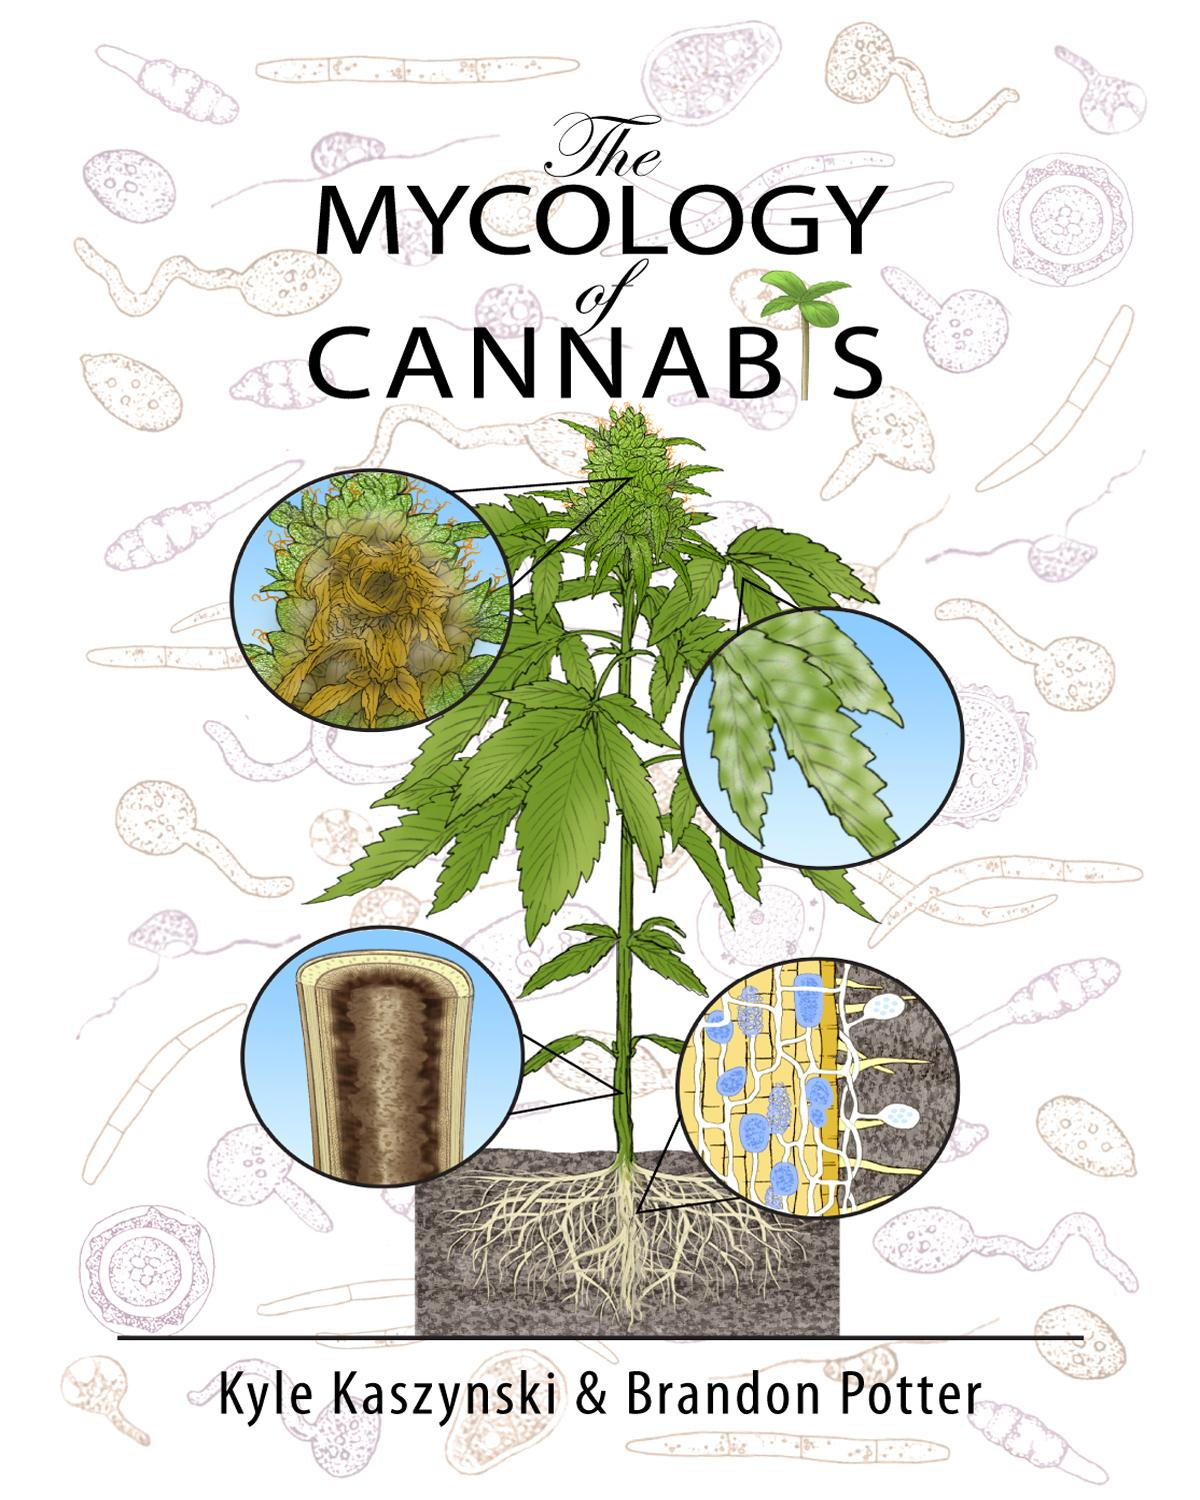 The
MYCOLOGY
of
CANNABIS
Kyle Kaszynski & Brandon Potter